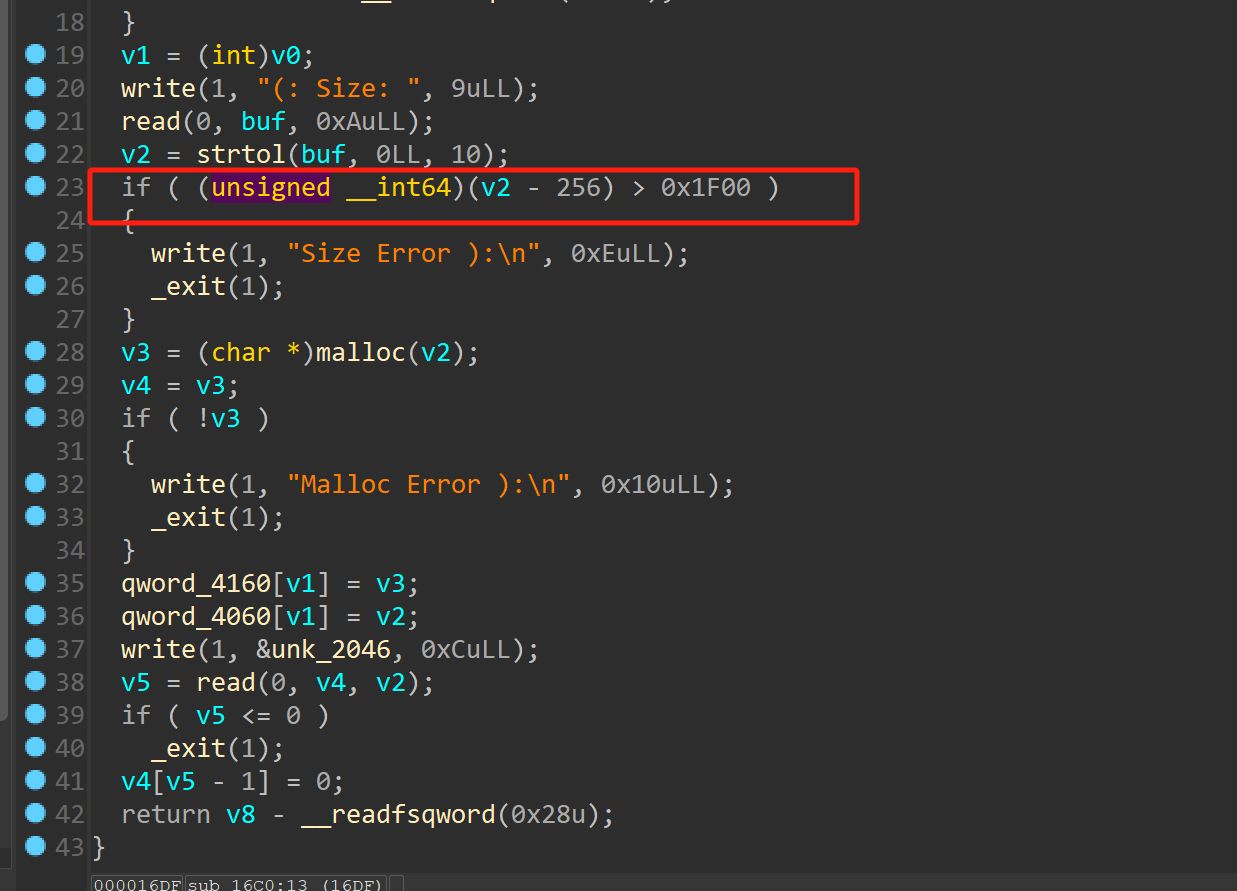 18 }
19 v1 = (int)v0;
20 write(1, "(: Size: ", 9uLL);
21 read(0, buf, 0xAuLL);
22 v2 = strtol(buf, 0LL, 10);
23 if ( (unsigned __int64)(v2 - 256) > 0x1F00 )
24 {
25 write(1, "Size Error ):\n", 0xEuLL);
26 _exit(1);
27 }
28 v3 = (char *)malloc(v2);
29 v4 = v3;
30 if ( !v3 )
31 {
32 write(1, "Malloc Error ):\n", 0x10uLL);
33 _exit(1);
34 }
35 qword_4160[v1] = v3;
36 qword_4060[v1] = v2;
37 write(1, &unk_2046, 0xCuLL);
38 v5 = read(0, v4, v2);
39 if ( v5 <= 0 )
40 _exit(1);
41 v4[v5 - 1] = 0;
42 return v8 - __readfsqword(0x28u);
43 }
000016DF sub_16C0:13 (16DF)